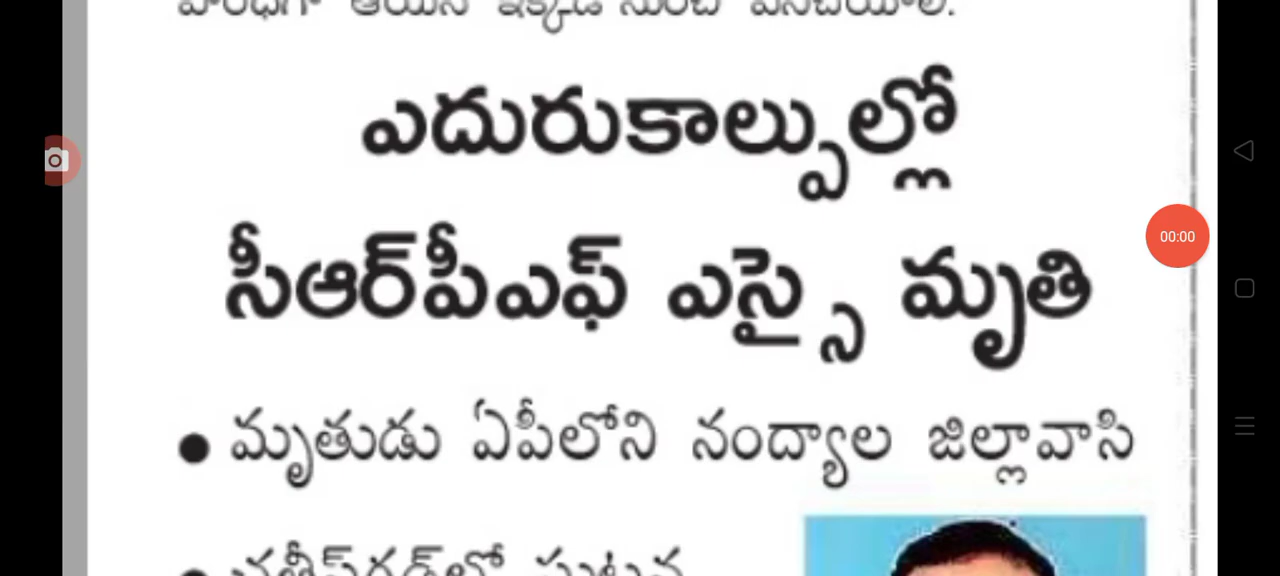 ఎదురుకాల్పుల్లో
సీఆర్‌పీఎఫ్ ఎస్సై మృతి
00:00
• మృతుడు ఏపీలోని నంద్యాల జిల్లావాసి